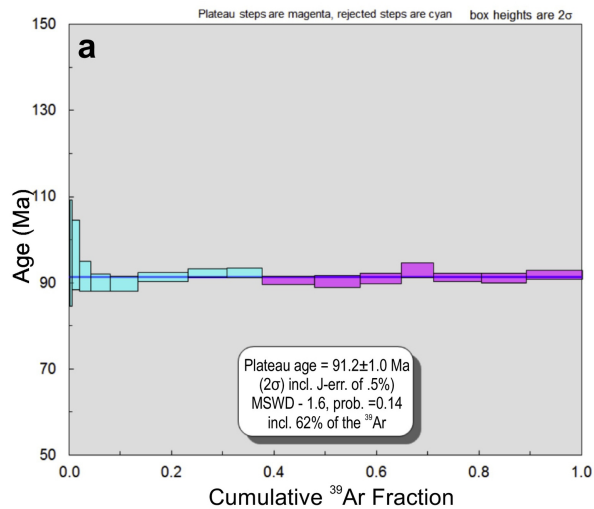 Plateau steps are magenta, rejected steps are cyan box heights are 2σ
a
150
130
110
90
70
50
Age (Ma)
Plateau age = 91.2±1.0 Ma
(2σ) incl. J-err. of .5%)
MSWD - 1.6, prob. =0.14
incl. 62% of the ³⁹Ar
0.0 0.2 0.4 0.6 0.8 1.0
Cumulative ³⁹Ar Fraction